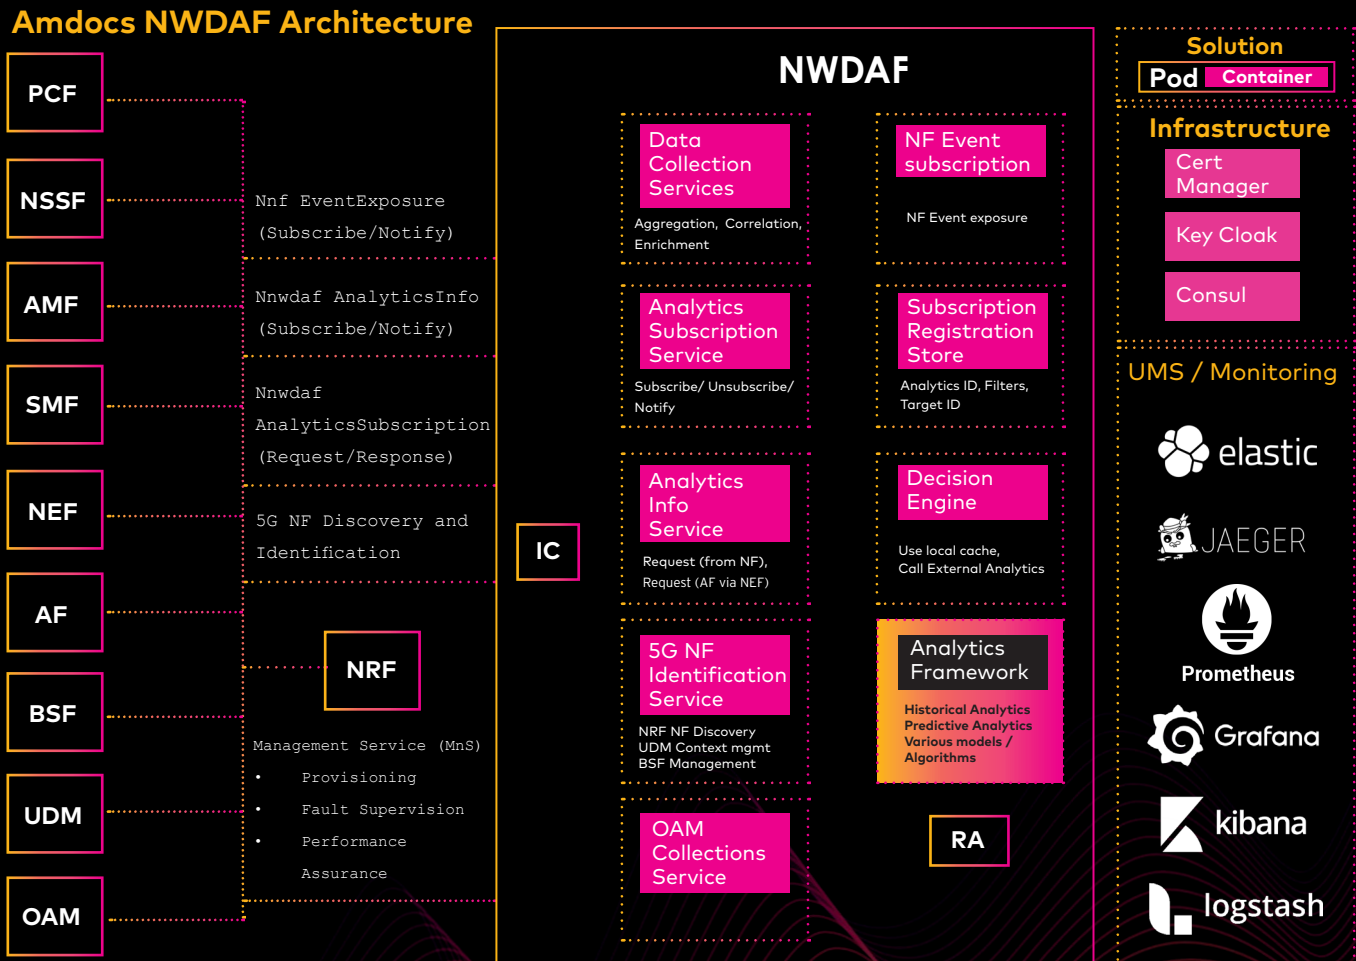 Amdocs NWDAF Architecture
PCF
NSSF
AMF
SMF
NEF
AF
BSF
UDM
OAM
Nnf EventExposure
(Subscribe/Notify)
Nnwdaf AnalyticsInfo
(Subscribe/Notify)
Nnwdaf
AnalyticsSubscription
(Request/Response)
5G NF Discovery and
Identification
NRF
Management Service (MnS)
• Provisioning
• Fault Supervision
• Performance
Assurance
NWDAF
IC
Data
Collection
Services
Aggregation, Correlation,
Enrichment
Analytics
Subscription
Service
Subscribe/ Unsubscribe/
Notify
Analytics
Info
Service
Request (from NF),
Request (AF via NEF)
5G NF
Identification
Service
NRF NF Discovery
UDM Context mgmt
BSF Management
OAM
Collections
Service
NF Event
subscription
NF Event exposure
Subscription
Registration
Store
Analytics ID, Filters,
Target ID
Decision
Engine
Use local cache,
Call External Analytics
Analytics
Framework
Historical Analytics
Predictive Analytics
Various models /
Algorithms
RA
Solution
Pod Container
Infrastructure
Cert
Manager
Key Cloak
Consul
UMS / Monitoring
elastic
JAEGER
Prometheus
Grafana
kibana
logstash